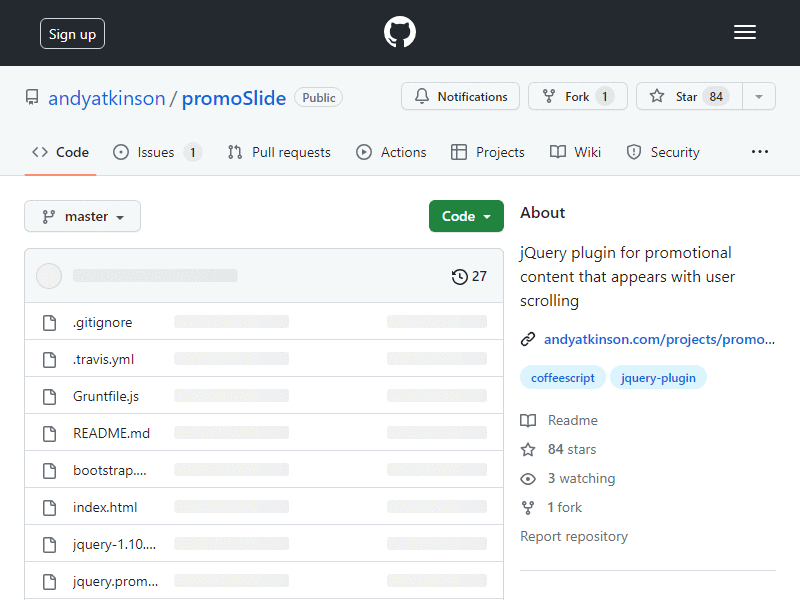 Sign up
andyatkinson / promoSlide Public
Notifications
Fork 1
Star 84
Code
Issues 1
Pull requests
Actions
Projects
Wiki
Security
master
Code
27
.gitignore
.travis.yml
Gruntfile.js
README.md
bootstrap....
index.html
jquery-1.10....
jquery.prom...
About
jQuery plugin for promotional
content that appears with user
scrolling
andyatkinson.com/projects/promo...
coffeescript jquery-plugin
Readme
84 stars
3 watching
1 fork
Report repository